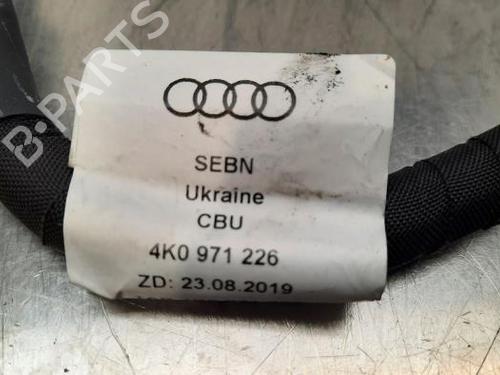 B-PARTS
SEBN
Ukraine
CBU
4K0 971 226
ZD: 23.08.2019